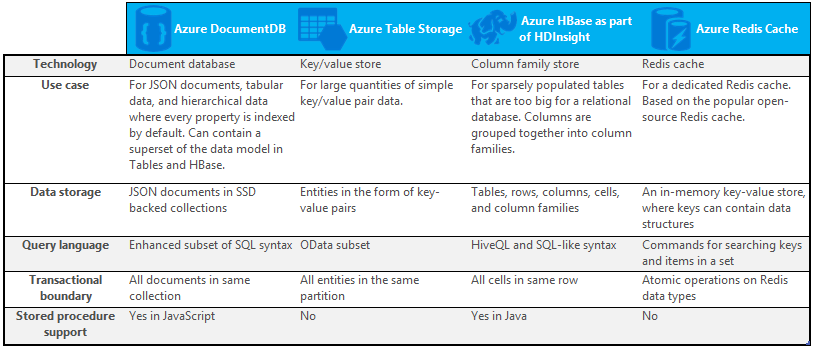 Azure DocumentDB
Azure Table Storage
Azure HBase as part
of HDInsight
Azure Redis Cache
Technology
Document database
Key/value store
Column family store
Redis cache
Use case
For JSON documents, tabular
data, and hierarchical data
where every property is indexed
by default. Can contain a
superset of the data model in
Tables and HBase.
For large quantities of simple
key/value pair data.
For sparsely populated tables
that are too big for a relational
database. Columns are
grouped together into column
families.
For a dedicated Redis cache.
Based on the popular open-
source Redis cache.
Data storage
JSON documents in SSD
backed collections
Entities in the form of key-
value pairs
Tables, rows, columns, cells,
and column families
An in-memory key-value store,
where keys can contain data
structures
Query language
Enhanced subset of SQL syntax
OData subset
HiveQL and SQL-like syntax
Commands for searching keys
and items in a set
Transactional
boundary
All documents in same
collection
All entities in the same
partition
All cells in same row
Atomic operations on Redis
data types
Stored procedure
support
Yes in JavaScript
No
Yes in Java
No